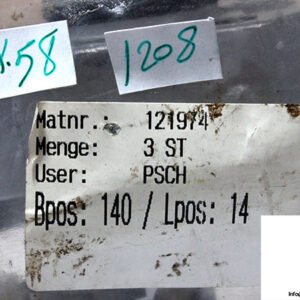 .58
1208
Matnr.: 121974
Menge: 3 ST
User: PSCH
Bpos: 140 / Lpos: 14